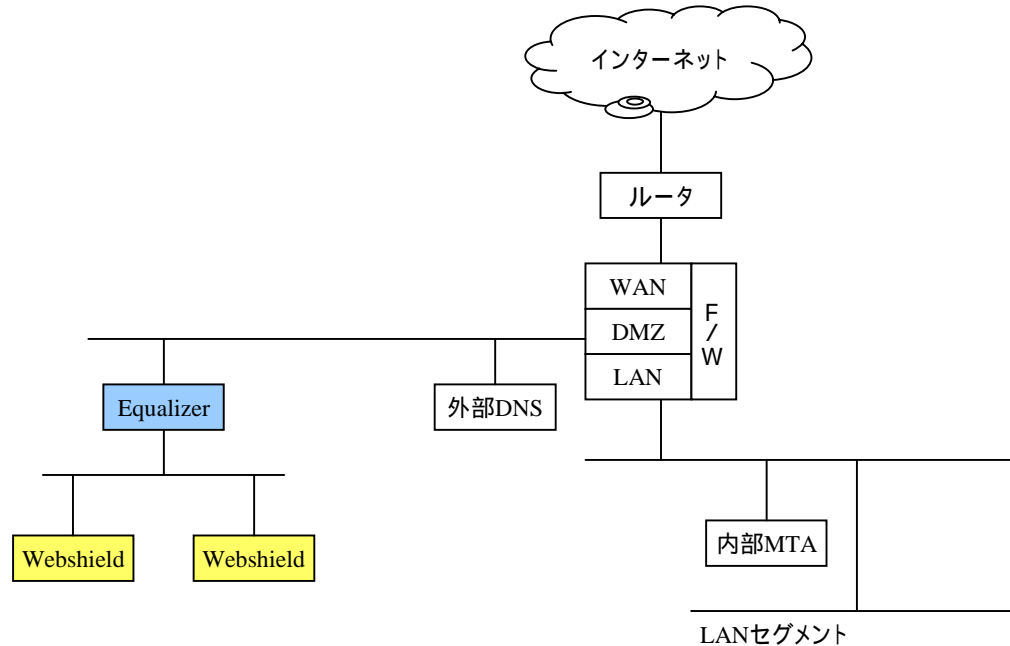 インターネット
ルータ
WAN
DMZ
LAN
F/W
Equalizer
外部DNS
Webshield
Webshield
内部MTA
LANセグメント